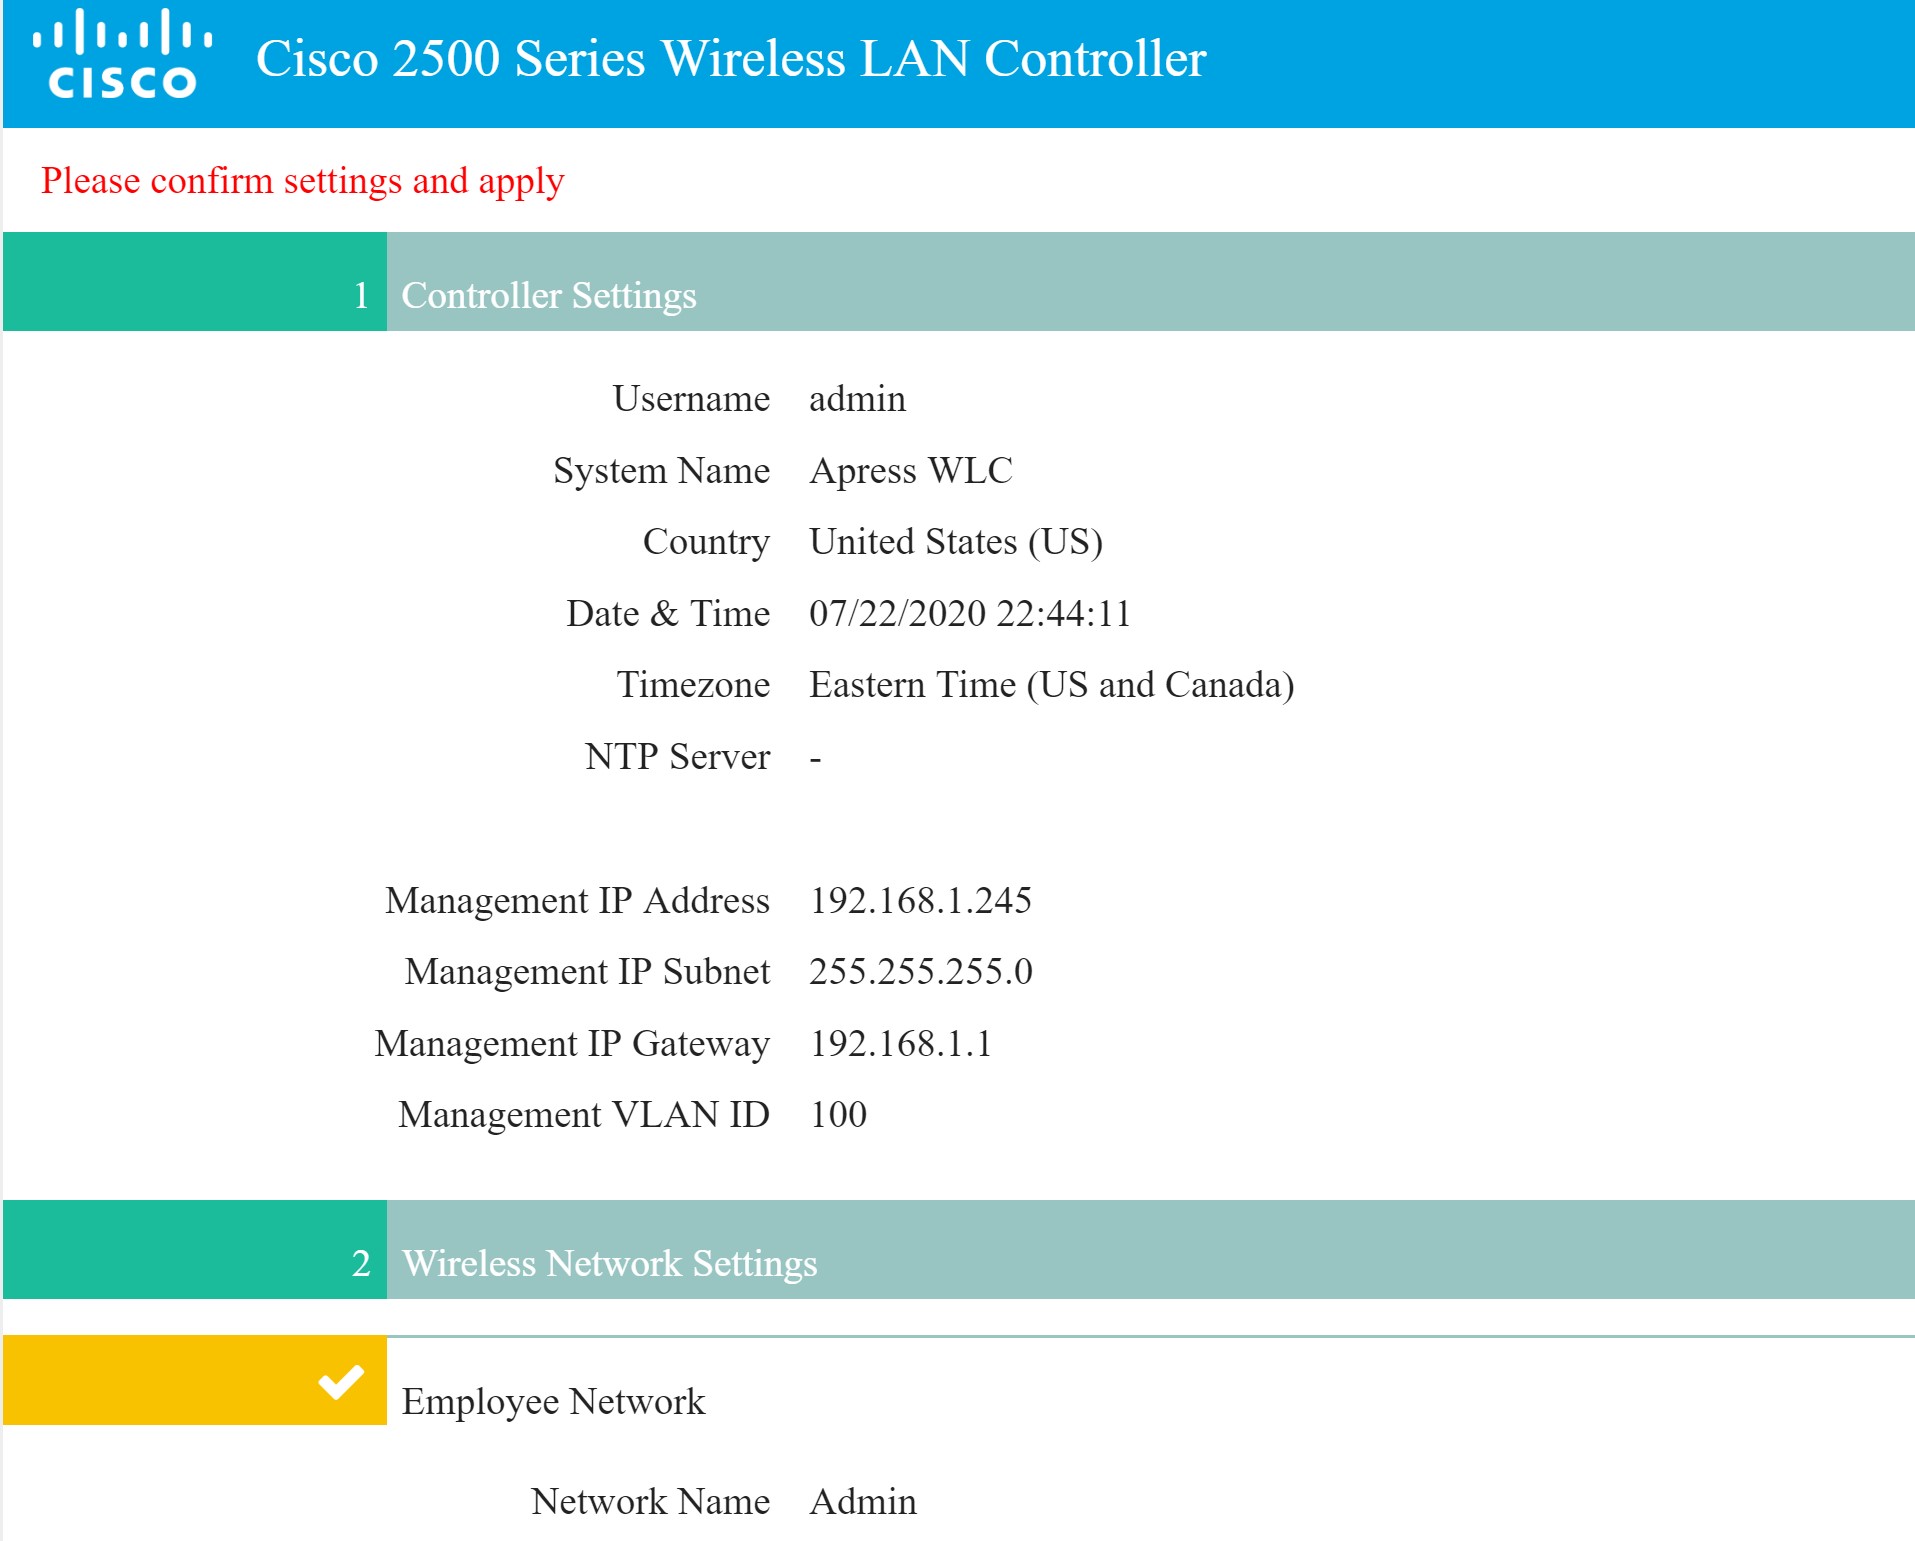 CISCO
Cisco 2500 Series Wireless LAN Controller
Please confirm settings and apply
1 Controller Settings
Username admin
System Name Apress WLC
Country United States (US)
Date & Time 07/22/2020 22:44:11
Timezone Eastern Time (US and Canada)
NTP Server -
Management IP Address 192.168.1.245
Management IP Subnet 255.255.255.0
Management IP Gateway 192.168.1.1
Management VLAN ID 100
2 Wireless Network Settings
Employee Network
Network Name Admin